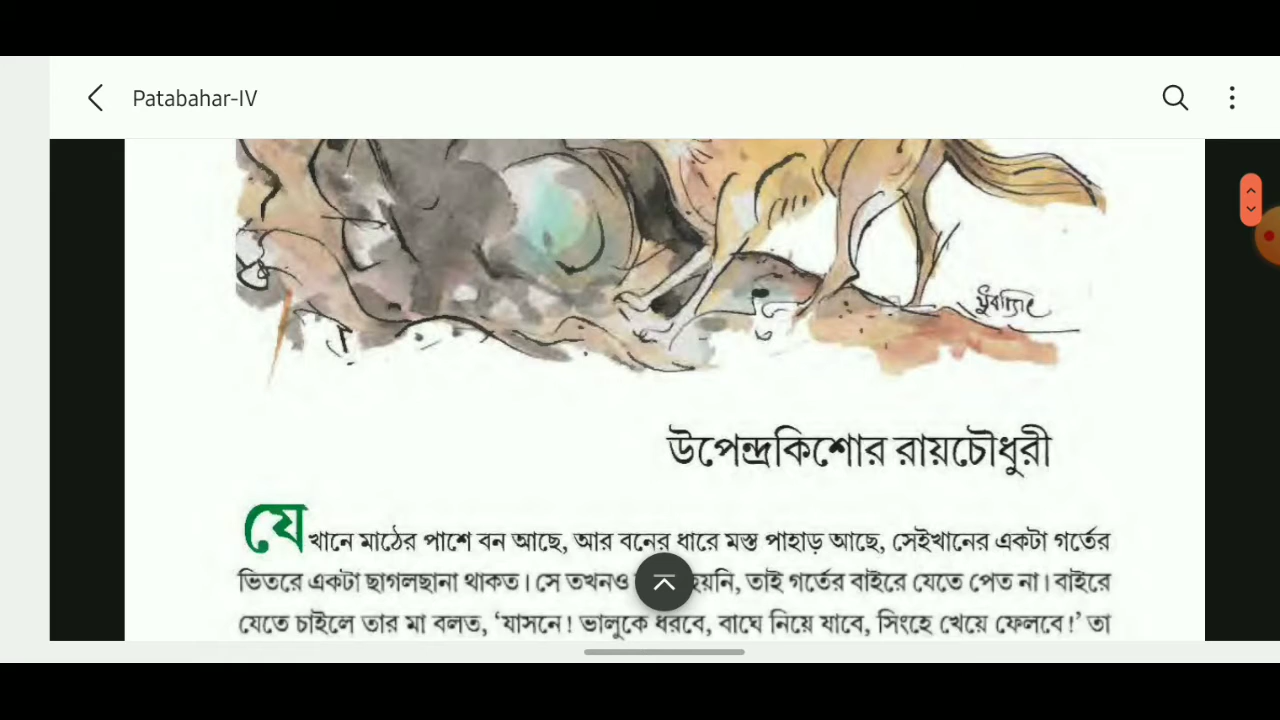 Patabahar-IV
উপেন্দ্রকিশোর রায়চৌধুরী
যেখানে মাঠের পাশে বন আছে, আর বনের ধারে মস্ত পাহাড় আছে, সেইখানের একটা গর্তের
ভিতরে একটা ছাগলছানা থাকত। সে তখনও হয়নি, তাই গর্তের বাইরে যেতে পেত না। বাইরে
যেতে চাইলে তার মা বলত, ‘যাসনে! ভালুকে ধরবে, বাঘে নিয়ে যাবে, সিংহে খেয়ে ফেলবে!’ তা